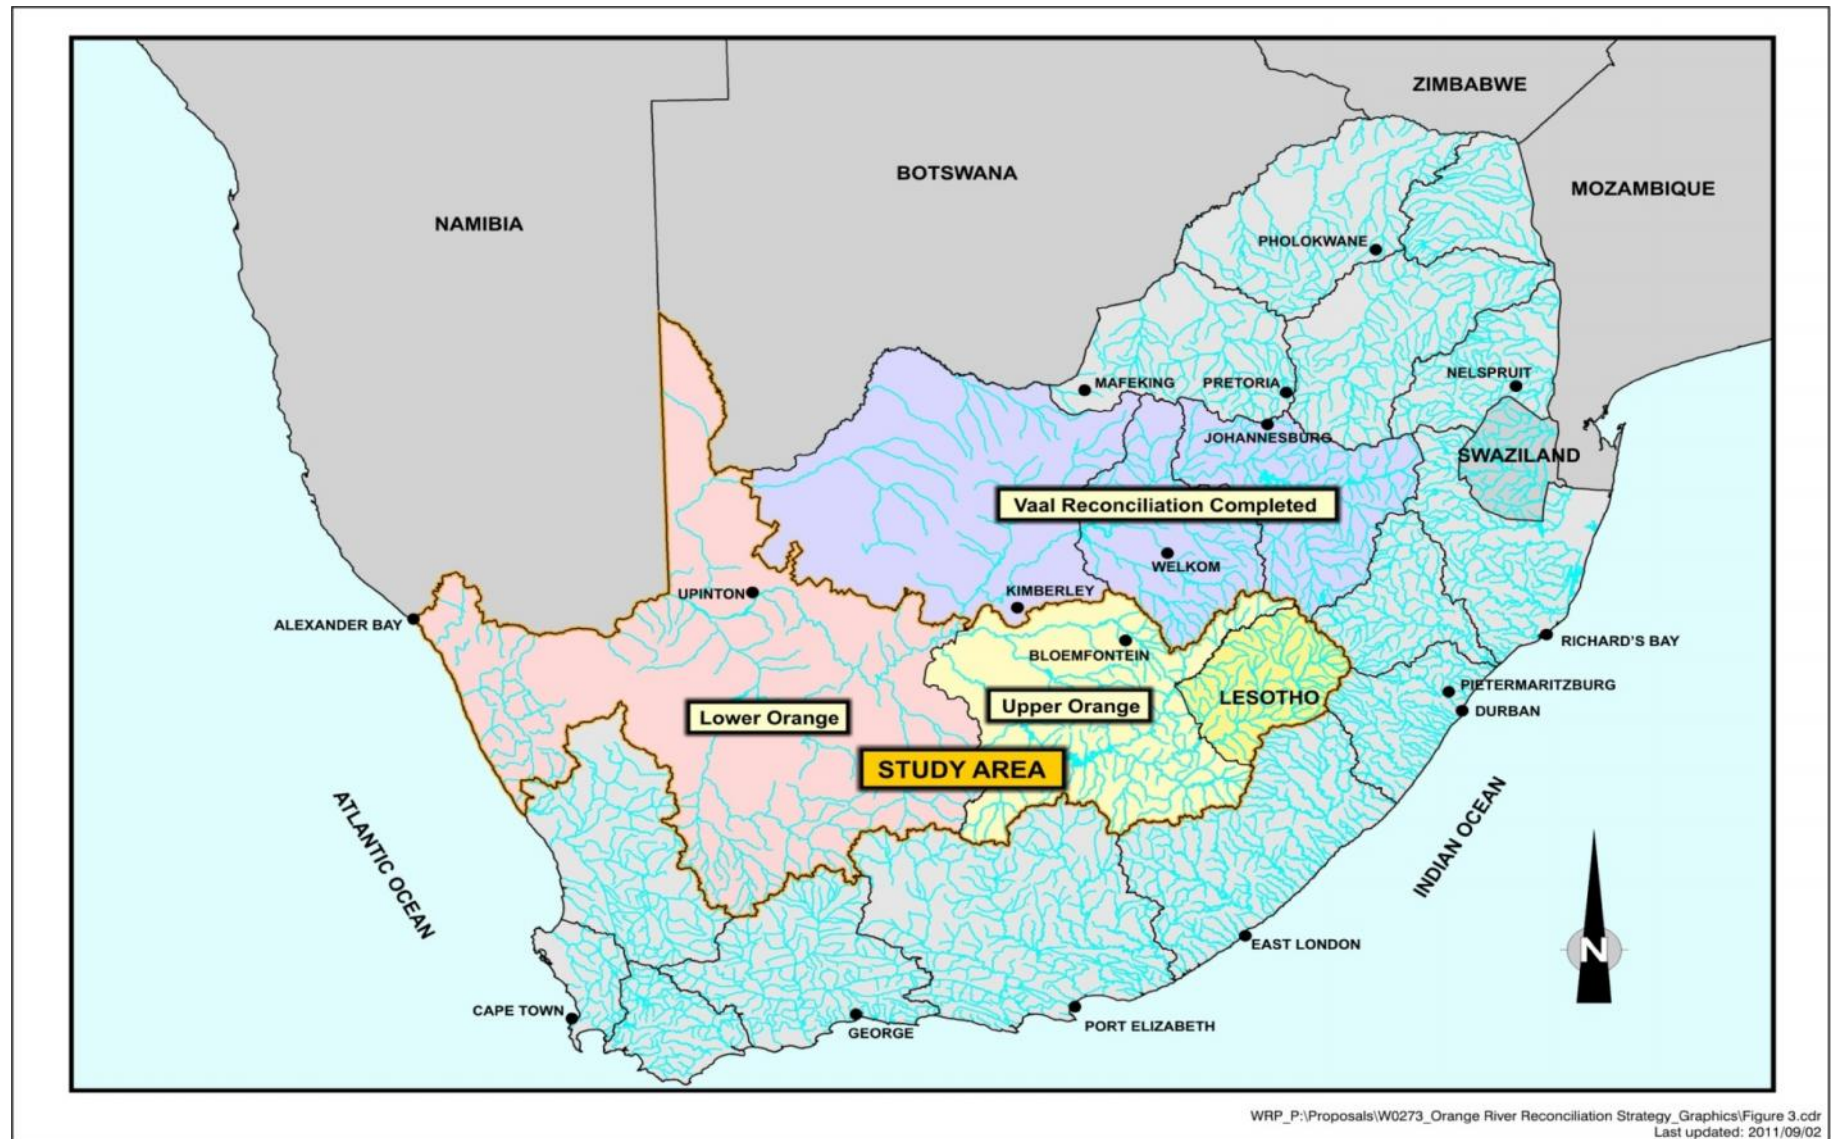 ZIMBABWE
BOTSWANA
MOZAMBIQUE
NAMIBIA
PHOLOKWANE
NELSPRUIT
MAFEKING
PRETORIA
JOHANNESBURG
SWAZILAND
Vaal Reconciliation Completed
WELKOM
KIMBERLEY
UPINTON
ALEXANDER BAY
RICHARD'S BAY
BLOEMFONTEIN
PIETERMARITZBURG
LESOTHO
Upper Orange
DURBAN
Lower Orange
STUDY AREA
ATLANTIC OCEAN
INDIAN OCEAN
EAST LONDON
N
CAPE TOWN
PORT ELIZABETH
GEORGE
WRP_P:\Proposals\W0273_Orange River Reconciliation Strategy_Graphics\Figure 3.cdr
Last updated: 2011/09/02